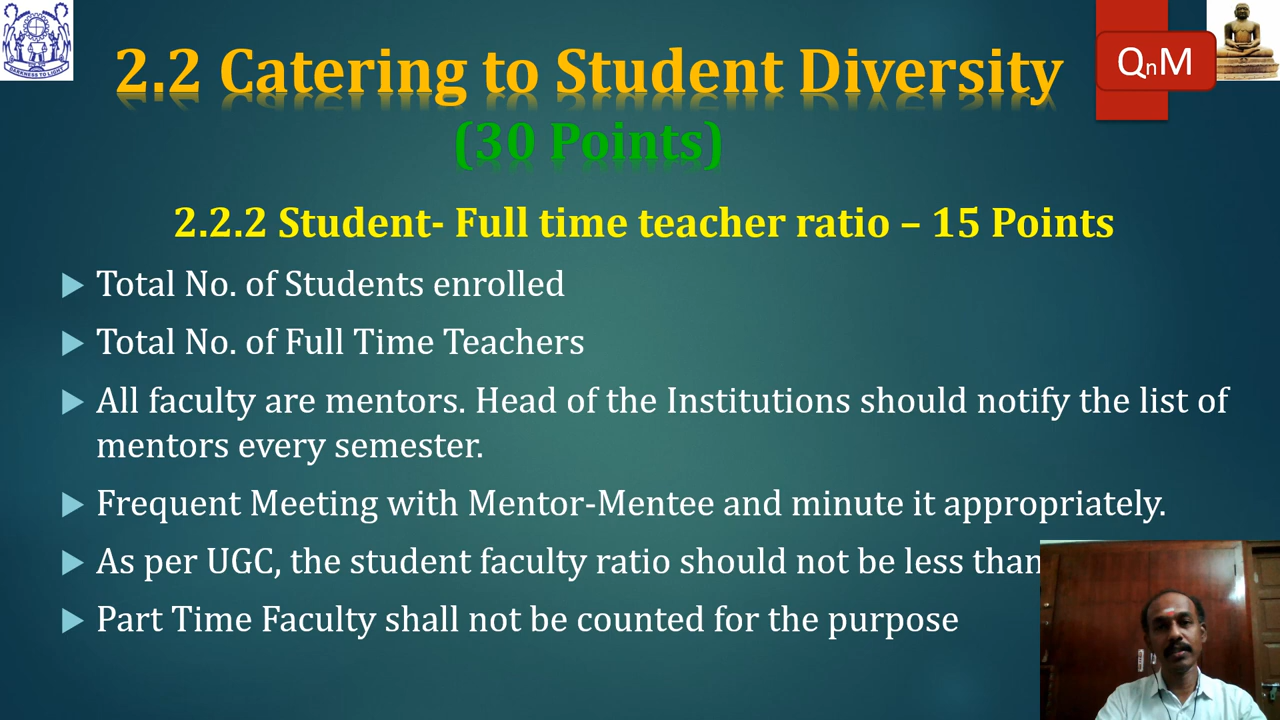 2.2 Catering to Student Diversity
QnM
(30 Points)
2.2.2 Student- Full time teacher ratio – 15 Points
Total No. of Students enrolled
Total No. of Full Time Teachers
All faculty are mentors. Head of the Institutions should notify the list of
mentors every semester.
Frequent Meeting with Mentor-Mentee and minute it appropriately.
As per UGC, the student faculty ratio should not be less than
Part Time Faculty shall not be counted for the purpose